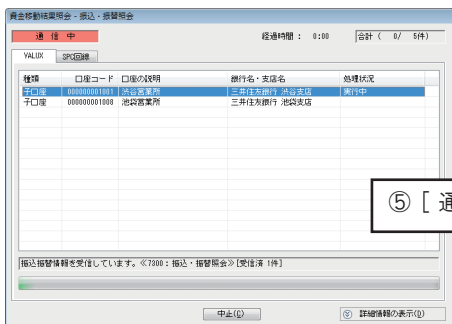 資金移動結果照会 - 振込・振替照会
通 信 中
経過時間： 0:00
合計（ 0/ 5件）
VALUX SPC回線
種類 口座コード 口座の説明 銀行名・支店名 処理状況
子口座 000000001001 渋谷営業所 三井住友銀行 渋谷支店 実行中
子口座 000000001008 池袋営業所 三井住友銀行 池袋支店
⑤［ 通
振込振替情報を受信しています。≪7300：振込・振替照会≫[受信済 1件]
中止(C)
詳細情報の表示(D)